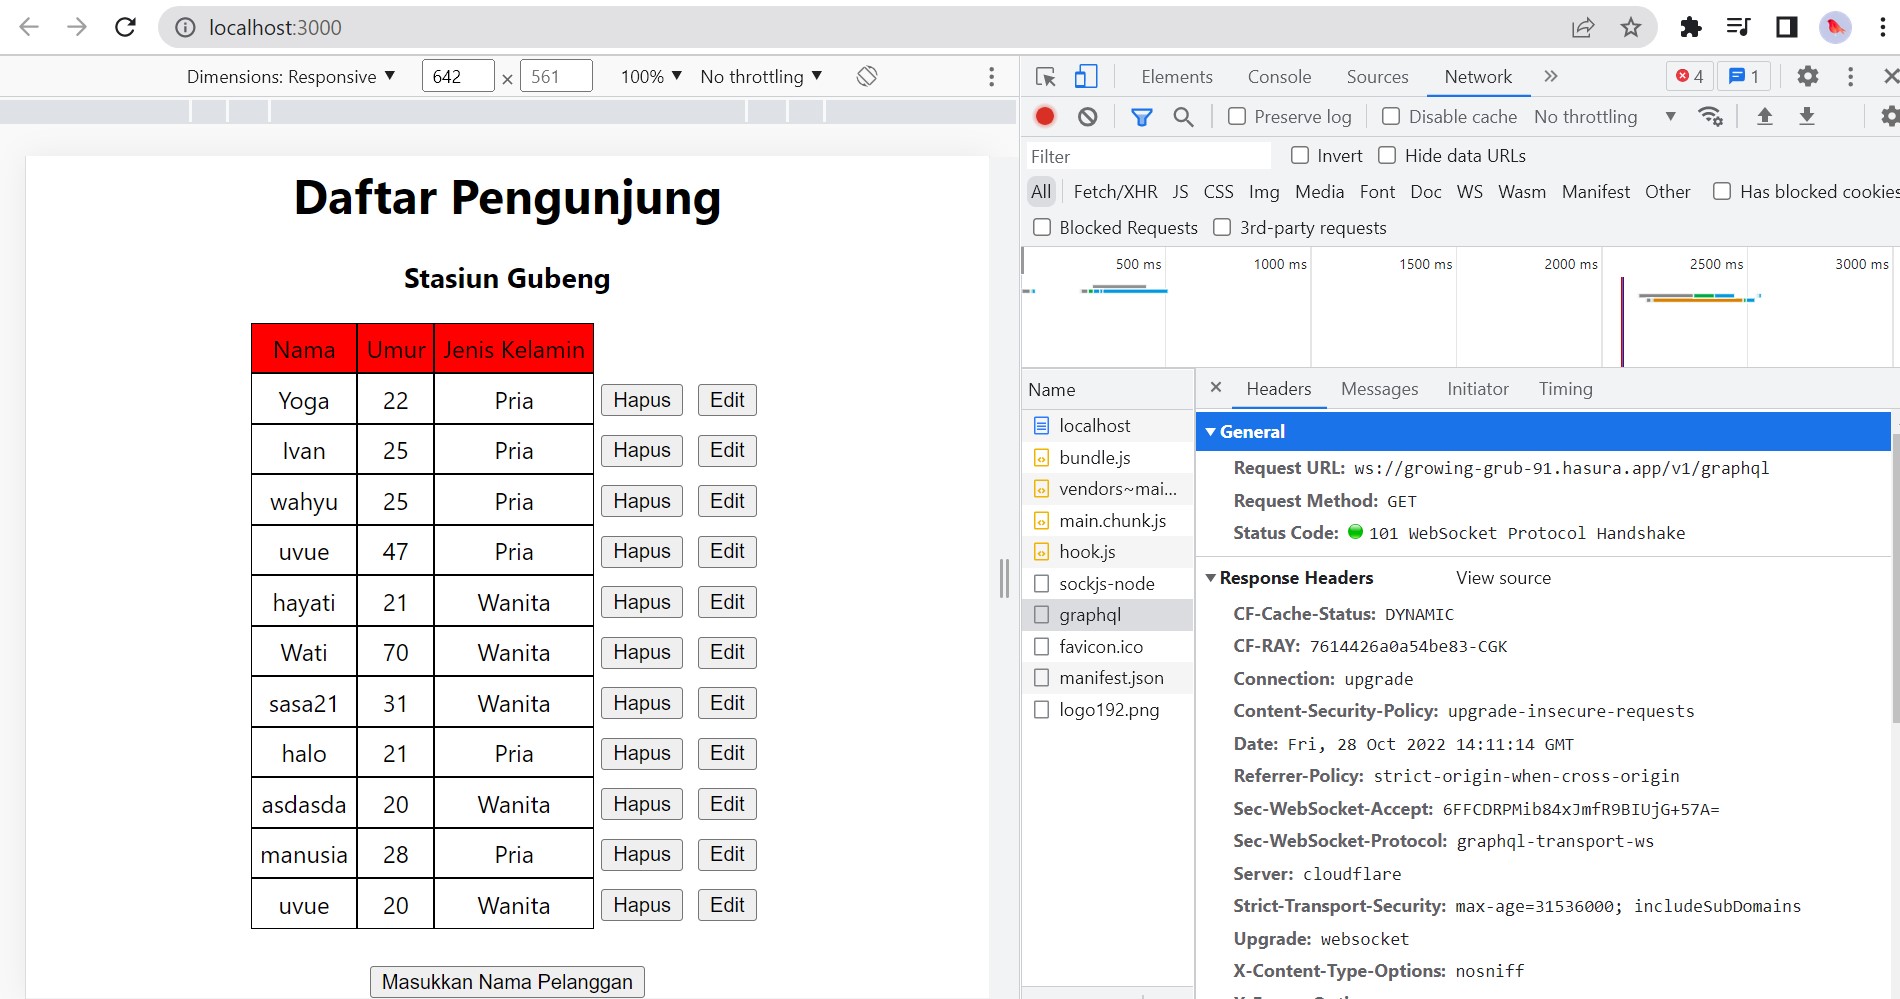 localhost:3000
Dimensions: Responsive ▼ 642 × 561 100% ▼ No throttling ▼
Elements Console Sources Network » 4 1
Preserve log Disable cache No throttling ▼
Filter Invert Hide data URLs
All Fetch/XHR JS CSS Img Media Font Doc WS Wasm Manifest Other Has blocked cookies
Blocked Requests 3rd-party requests
500 ms 1000 ms 1500 ms 2000 ms 2500 ms 3000 ms
Daftar Pengunjung
Stasiun Gubeng
Nama Umur Jenis Kelamin
Yoga 22 Pria Hapus Edit
Ivan 25 Pria Hapus Edit
wahyu 25 Pria Hapus Edit
uvue 47 Pria Hapus Edit
hayati 21 Wanita Hapus Edit
Wati 70 Wanita Hapus Edit
sasa21 31 Wanita Hapus Edit
halo 21 Pria Hapus Edit
asdasda 20 Wanita Hapus Edit
manusia 28 Pria Hapus Edit
uvue 20 Wanita Hapus Edit
Masukkan Nama Pelanggan
Name
localhost
bundle.js
vendors~mai...
main.chunk.js
hook.js
sockjs-node
graphql
favicon.ico
manifest.json
logo192.png
× Headers Messages Initiator Timing
▼ General
Request URL: ws://growing-grub-91.hasura.app/v1/graphql
Request Method: GET
Status Code: 101 WebSocket Protocol Handshake
▼ Response Headers View source
CF-Cache-Status: DYNAMIC
CF-RAY: 7614426a0a54be83-CGK
Connection: upgrade
Content-Security-Policy: upgrade-insecure-requests
Date: Fri, 28 Oct 2022 14:11:14 GMT
Referrer-Policy: strict-origin-when-cross-origin
Sec-WebSocket-Accept: 6FFCDRPMib84xJmfR9BIUjG+57A=
Sec-WebSocket-Protocol: graphql-transport-ws
Server: cloudflare
Strict-Transport-Security: max-age=31536000; includeSubDomains
Upgrade: websocket
X-Content-Type-Options: nosniff